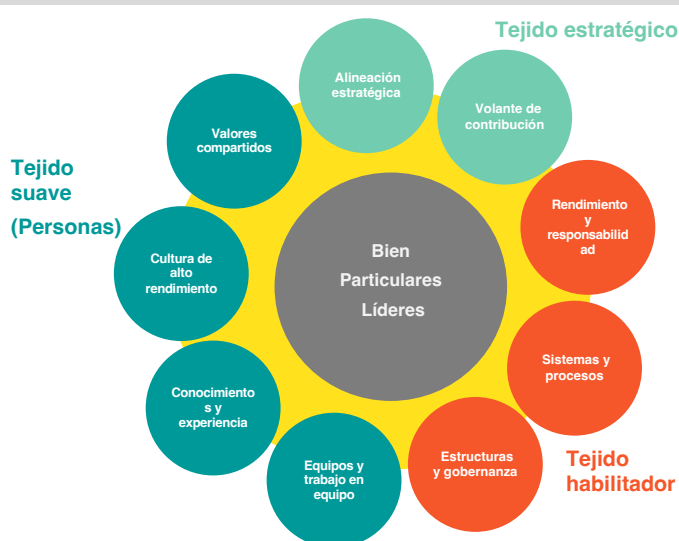 Tejido estratégico
Alineación
estratégica
Volante de
contribución
Valores
compartidos
Tejido
suave
(Personas)
Rendimiento
y
responsabilid
ad
Bien
Particulares
Líderes
Cultura de
alto
rendimiento
Sistemas y
procesos
Conocimiento
s y
experiencia
Estructuras
y gobernanza
Equipos y
trabajo en
equipo
Tejido
habilitador